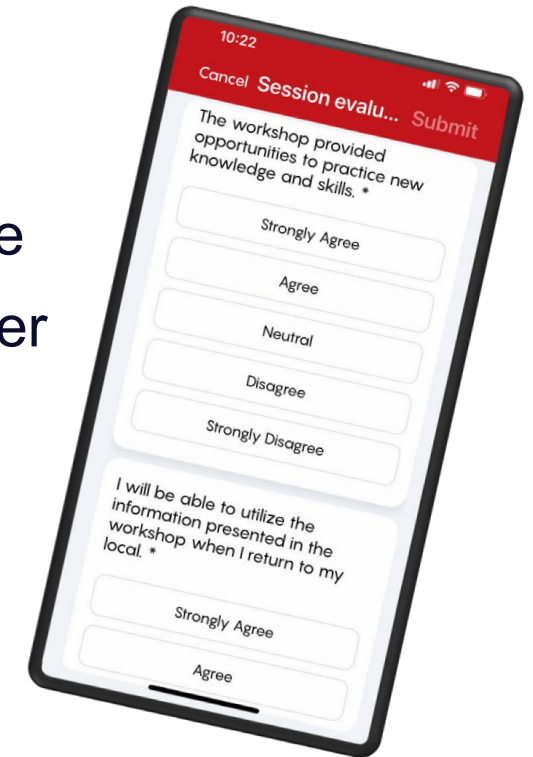 e
er
10:22
Cancel Session evalu... Submit
The workshop provided
opportunities to practice new
knowledge and skills. *
Strongly Agree
Agree
Neutral
Disagree
Strongly Disagree
I will be able to utilize the
information presented in the
workshop when I return to my
local. *
Strongly Agree
Agree